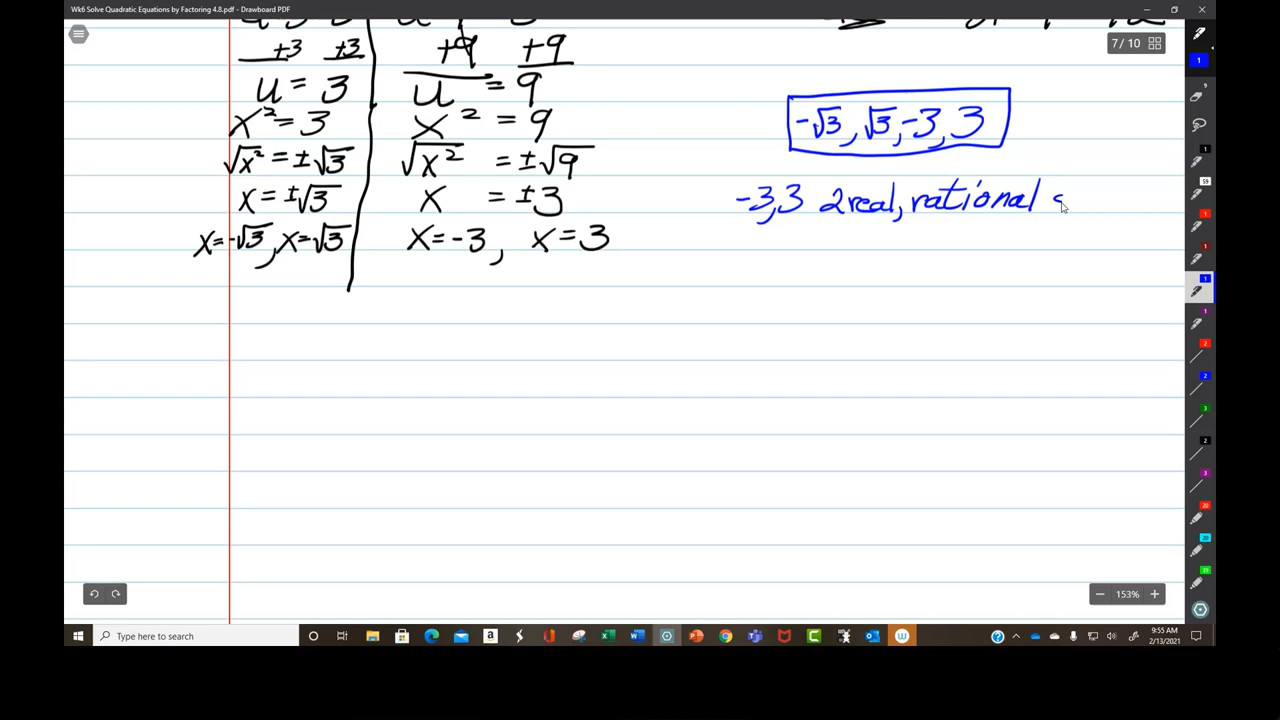 Wk6 Solve Quadratic Equations by Factoring 4.8.pdf - Drawboard PDF
7 / 10
+3 +3
u = 3
x² = 3
√x² = ±√3
x = ±√3
x=-√3, x=√3
+9 +9
u = 9
x² = 9
√x² = ±√9
x = ±3
x = -3, x = 3
-√3, √3, -3, 3
-3, 3 2 real, rational s
153%
Type here to search
9:55 AM
2/13/2021